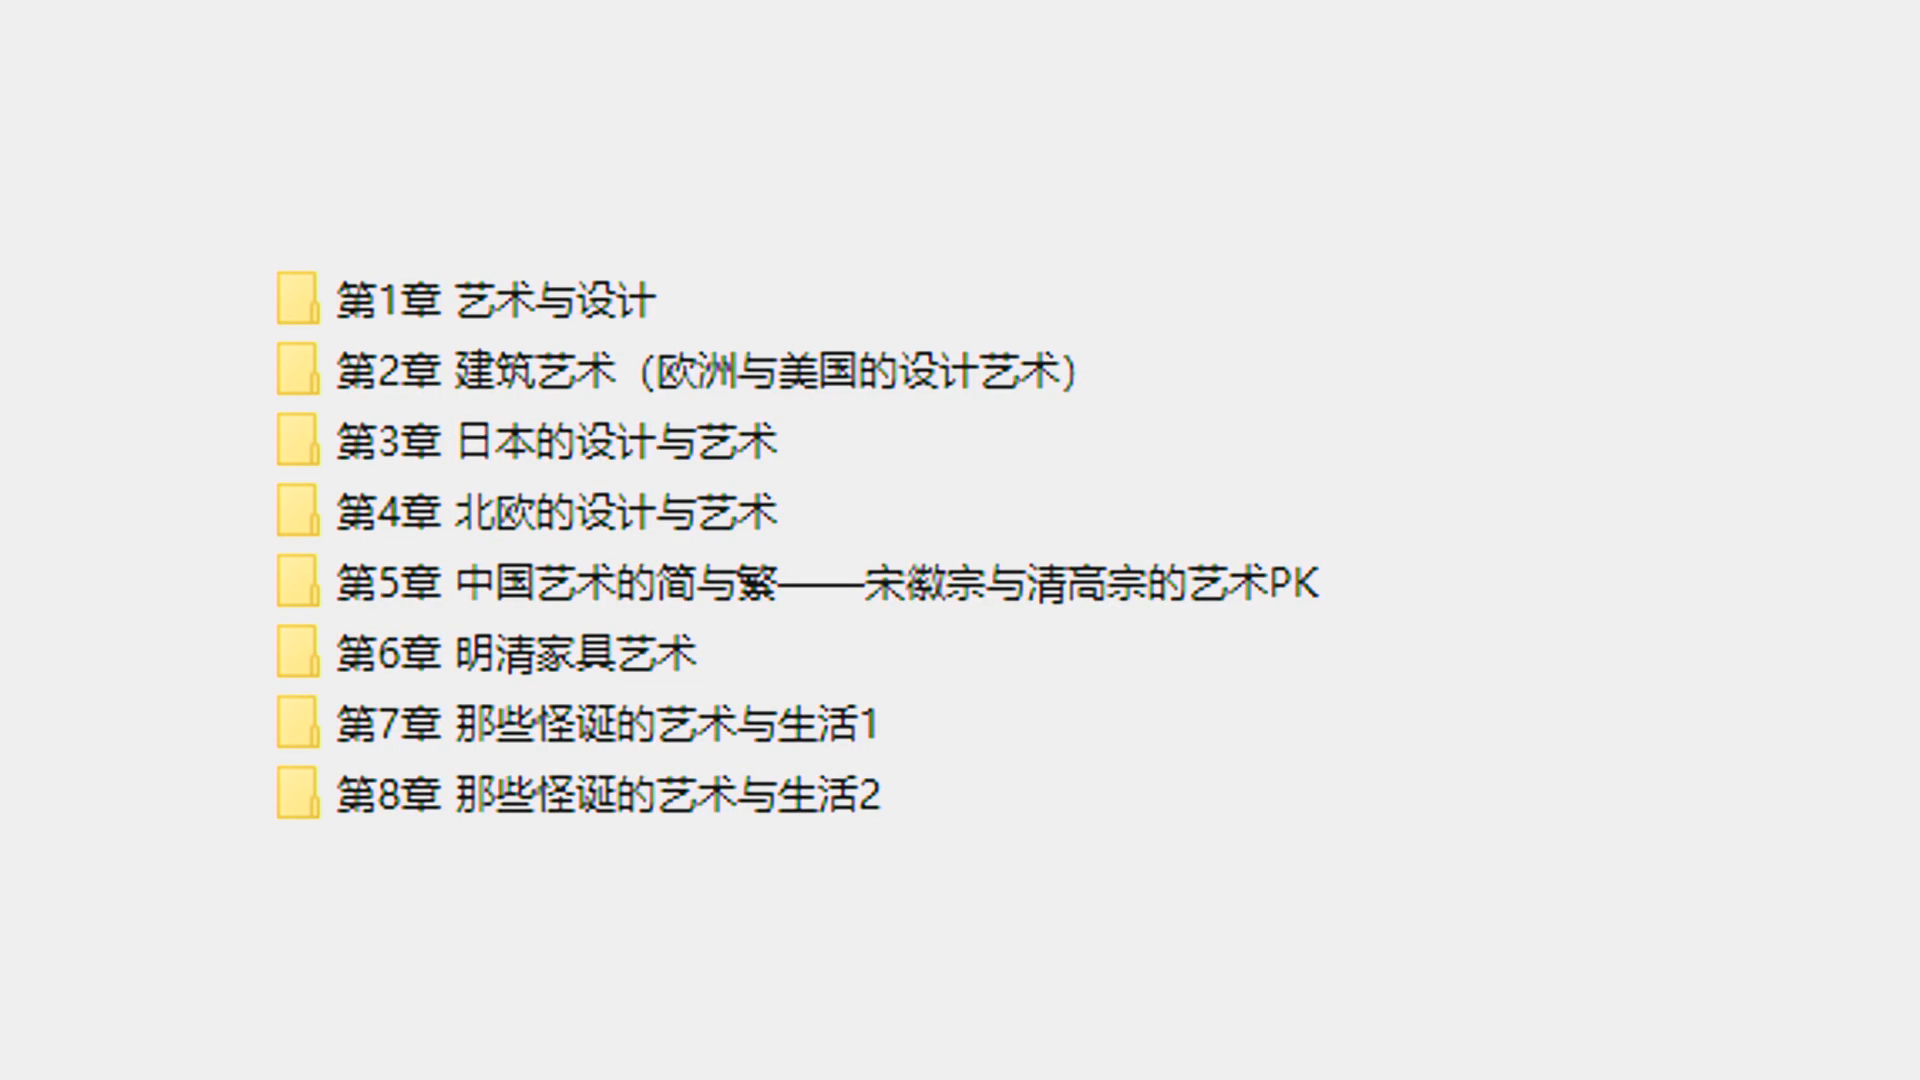 第1章 艺术与设计
第2章 建筑艺术（欧洲与美国的设计艺术）
第3章 日本的设计与艺术
第4章 北欧的设计与艺术
第5章 中国艺术的简与繁——宋徽宗与清高宗的艺术PK
第6章 明清家具艺术
第7章 那些怪诞的艺术与生活1
第8章 那些怪诞的艺术与生活2